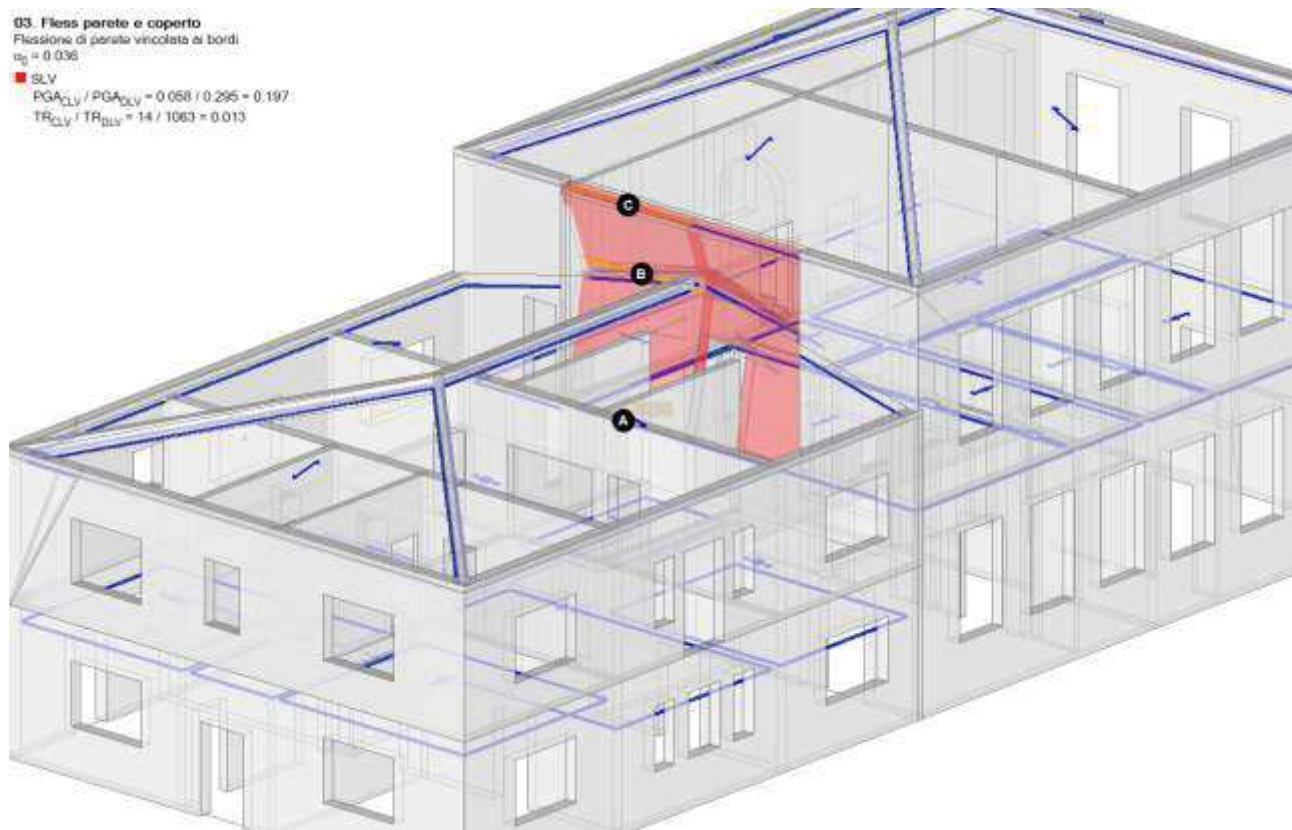 03. Fless parete e coperto
Flessione di parete vincolata ai bordi
α0 = 0.036
SLV
PGACLV / PGADLV = 0.058 / 0.295 = 0.197
TRCLV / TRDLV = 14 / 1063 = 0.013
C
B
A